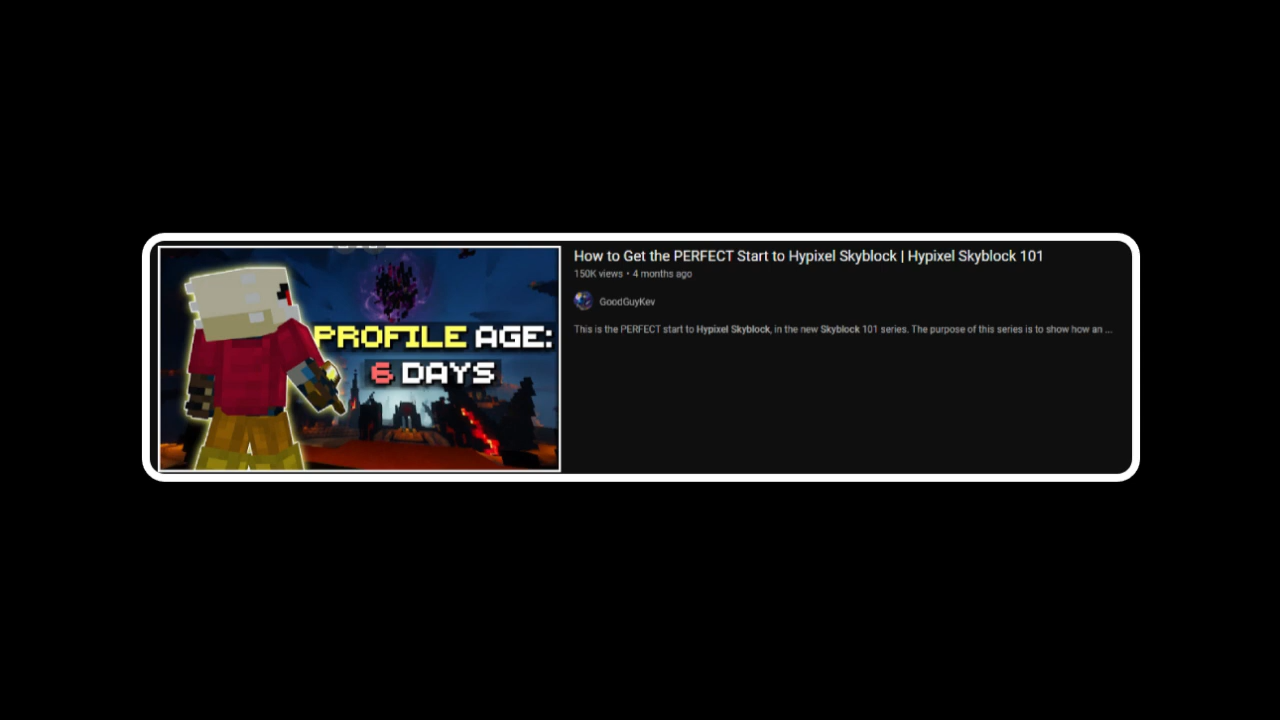 PROFILE AGE:
6 DAYS
How to Get the PERFECT Start to Hypixel Skyblock | Hypixel Skyblock 101
150K views • 4 months ago
GoodGuyKev
This is the PERFECT start to Hypixel Skyblock, in the new Skyblock 101 series. The purpose of this series is to show how an ...